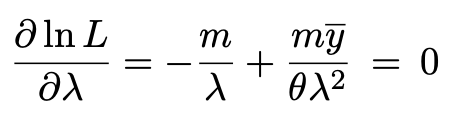 ∂ ln L / ∂λ = − m/λ + mȳ / θλ² = 0